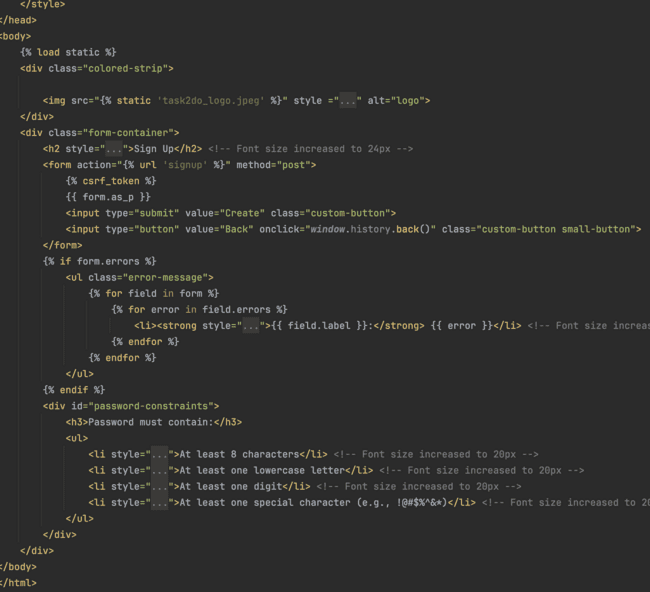 </style>
</head>
<body>
{% load static %}
<div class="colored-strip">
<img src="{% static 'task2do_logo.jpeg' %}" style ="..." alt="logo">
</div>
<div class="form-container">
<h2 style="...">Sign Up</h2> <!-- Font size increased to 24px -->
<form action="{% url 'signup' %}" method="post">
{% csrf_token %}
{{ form.as_p }}
<input type="submit" value="Create" class="custom-button">
<input type="button" value="Back" onclick="window.history.back()" class="custom-button small-button">
</form>
{% if form.errors %}
<ul class="error-message">
{% for field in form %}
{% for error in field.errors %}
<li><strong style="...">{{ field.label }}:</strong> {{ error }}</li> <!-- Font size
{% endfor %}
{% endfor %}
</ul>
{% endif %}
<div id="password-constraints">
<h3>Password must contain:</h3>
<ul>
<li style="...">At least 8 characters</li> <!-- Font size increased to 20px -->
<li style="...">At least one lowercase letter</li> <!-- Font size increased to 20px -->
<li style="...">At least one digit</li> <!-- Font size increased to 20px -->
<li style="...">At least one special character (e.g., !@#$%^&*)</li> <!-- Font size increased to
</ul>
</div>
</div>
</body>
</html>